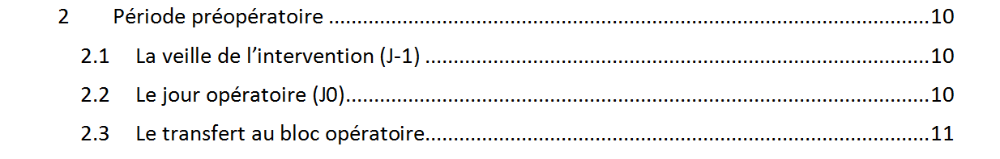 2 Période préopératoire ........................................................................................................10
2.1 La veille de l’intervention (J-1) ......................................................................................10
2.2 Le jour opératoire (J0)....................................................................................................10
2.3 Le transfert au bloc opératoire......................................................................................11